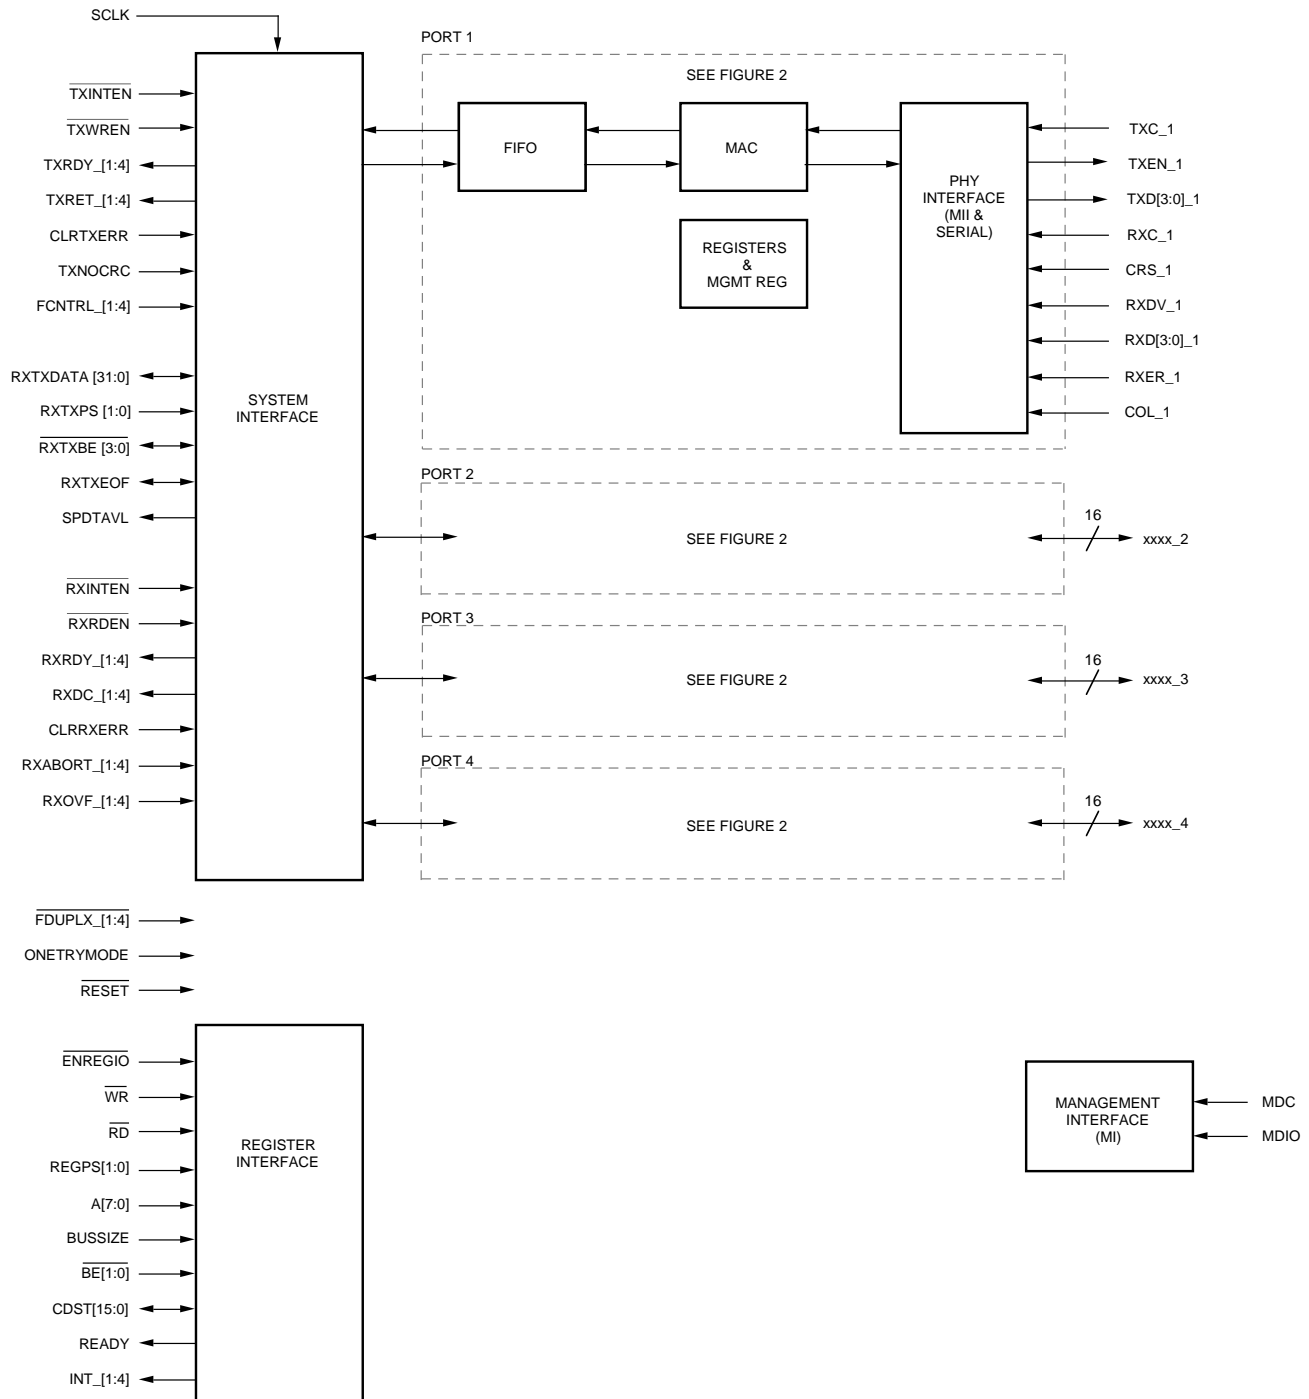 SCLK
TXINTEN
TXWREN
TXRDY_[1:4]
TXRET_[1:4]
CLRTXERR
TXNOCRC
FCNTRL_[1:4]
RXTXDATA [31:0]
RXTXPS [1:0]
RXTXBE [3:0]
RXTXEOF
SPDTAVL
RXINTEN
RXRDEN
RXRDY_[1:4]
RXDC_[1:4]
CLRRXERR
RXABORT_[1:4]
RXOVF_[1:4]
SYSTEM
INTERFACE
PORT 1
SEE FIGURE 2
FIFO
MAC
REGISTERS
&
MGMT REG
PHY
INTERFACE
(MII &
SERIAL)
TXC_1
TXEN_1
TXD[3:0]_1
RXC_1
CRS_1
RXDV_1
RXD[3:0]_1
RXER_1
COL_1
PORT 2
SEE FIGURE 2
16
xxxx_2
PORT 3
SEE FIGURE 2
16
xxxx_3
PORT 4
SEE FIGURE 2
16
xxxx_4
FDUPLX_[1:4]
ONETRYMODE
RESET
ENREGIO
WR
RD
REGPS[1:0]
A[7:0]
BUSSIZE
BE[1:0]
CDST[15:0]
READY
INT_[1:4]
REGISTER
INTERFACE
MANAGEMENT
INTERFACE
(MI)
MDC
MDIO